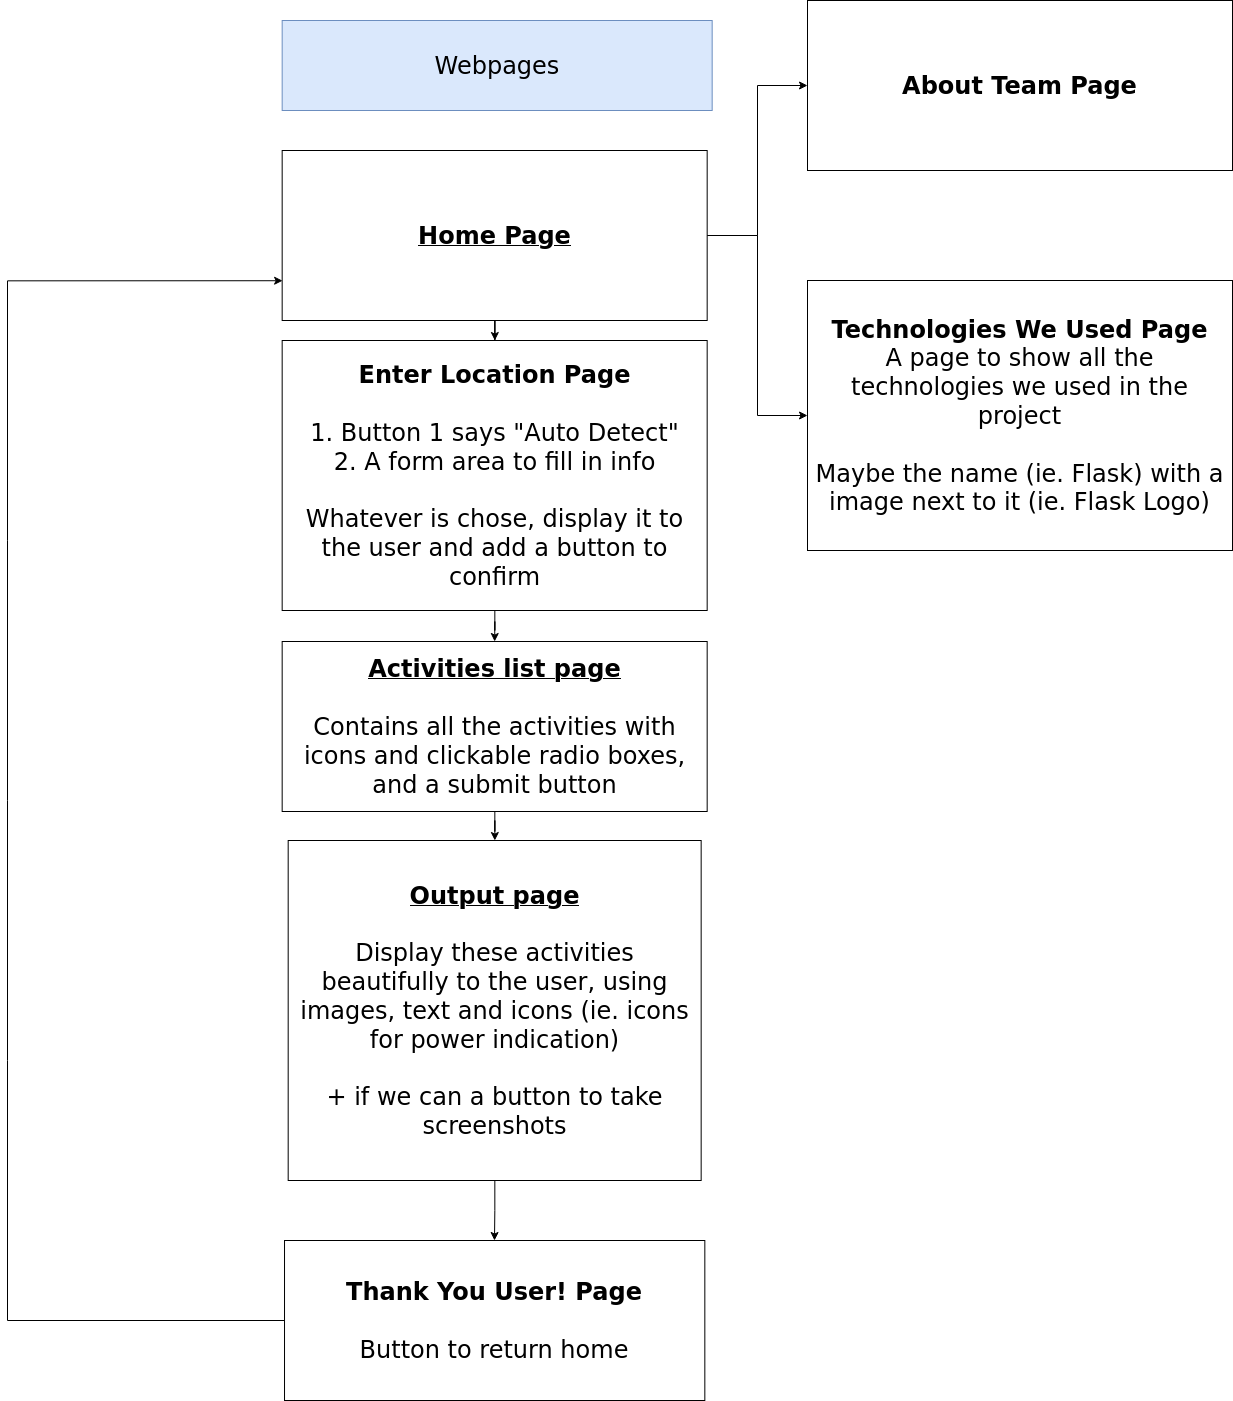 Webpages
About Team Page
Home Page
Technologies We Used Page
A page to show all the
technologies we used in the
project
Maybe the name (ie. Flask) with a
image next to it (ie. Flask Logo)
Enter Location Page
1. Button 1 says "Auto Detect"
2. A form area to fill in info
Whatever is chose, display it to
the user and add a button to
confirm
Activities list page
Contains all the activities with
icons and clickable radio boxes,
and a submit button
Output page
Display these activities
beautifully to the user, using
images, text and icons (ie. icons
for power indication)
+ if we can a button to take
screenshots
Thank You User! Page
Button to return home